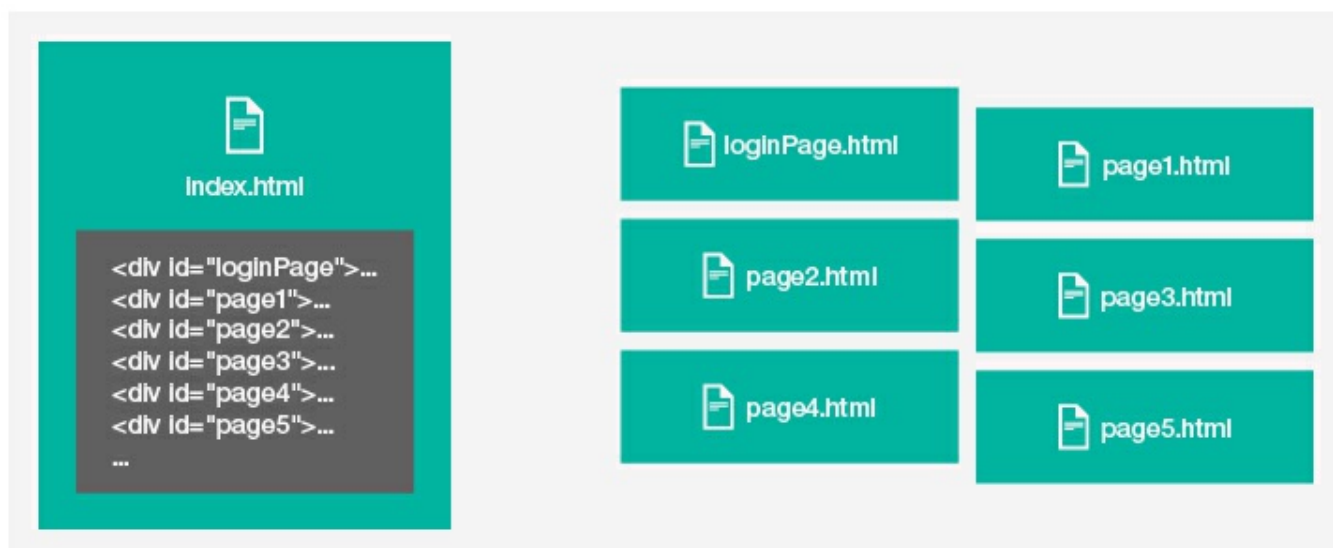 index.html
<div id="loginPage">...
<div id="page1">...
<div id="page2">...
<div id="page3">...
<div id="page4">...
<div id="page5">...
...
loginPage.html
page1.html
page2.html
page3.html
page4.html
page5.html